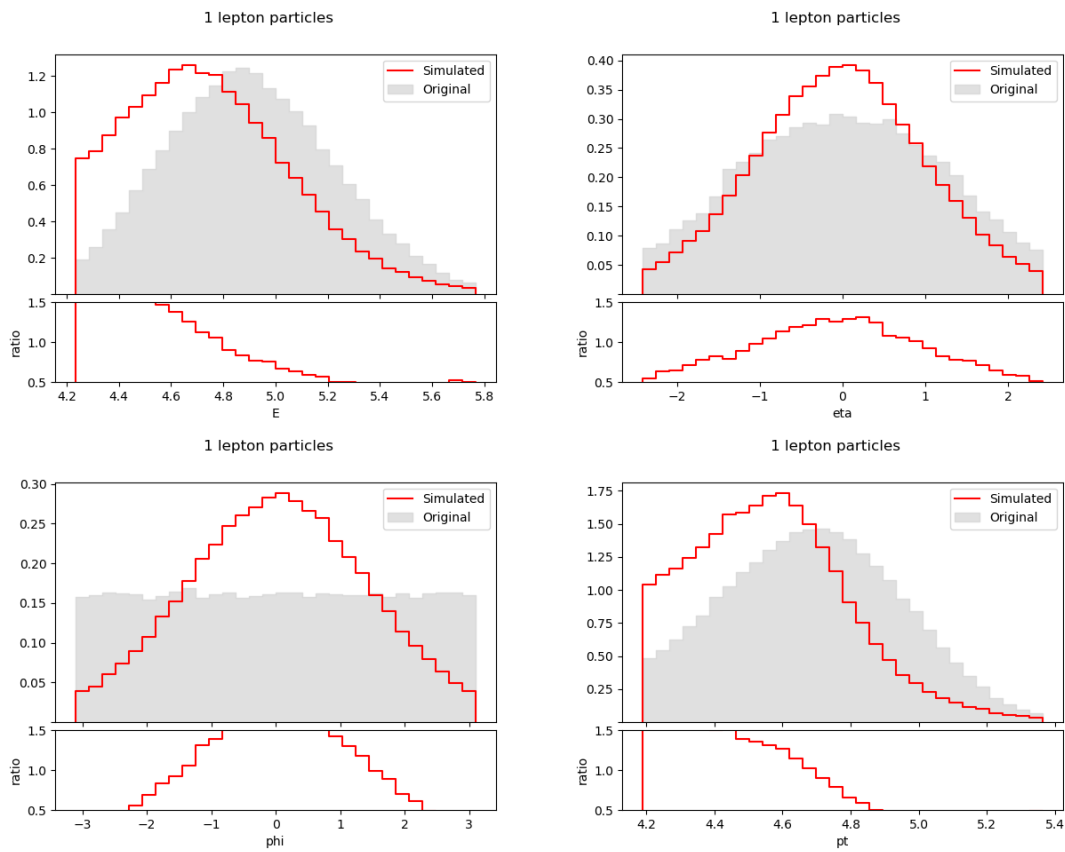 1 lepton particles
Simulated
Original
1.2
1.0
0.8
0.6
0.4
0.2
1.5
1.0
0.5
ratio
4.2 4.4 4.6 4.8 5.0 5.2 5.4 5.6 5.8
E
1 lepton particles
Simulated
Original
0.40
0.35
0.30
0.25
0.20
0.15
0.10
0.05
1.5
1.0
0.5
ratio
−2 −1 0 1 2
eta
1 lepton particles
Simulated
Original
0.30
0.25
0.20
0.15
0.10
0.05
1.5
1.0
0.5
ratio
−3 −2 −1 0 1 2 3
phi
1 lepton particles
Simulated
Original
1.75
1.50
1.25
1.00
0.75
0.50
0.25
1.5
1.0
0.5
ratio
4.2 4.4 4.6 4.8 5.0 5.2 5.4
pt